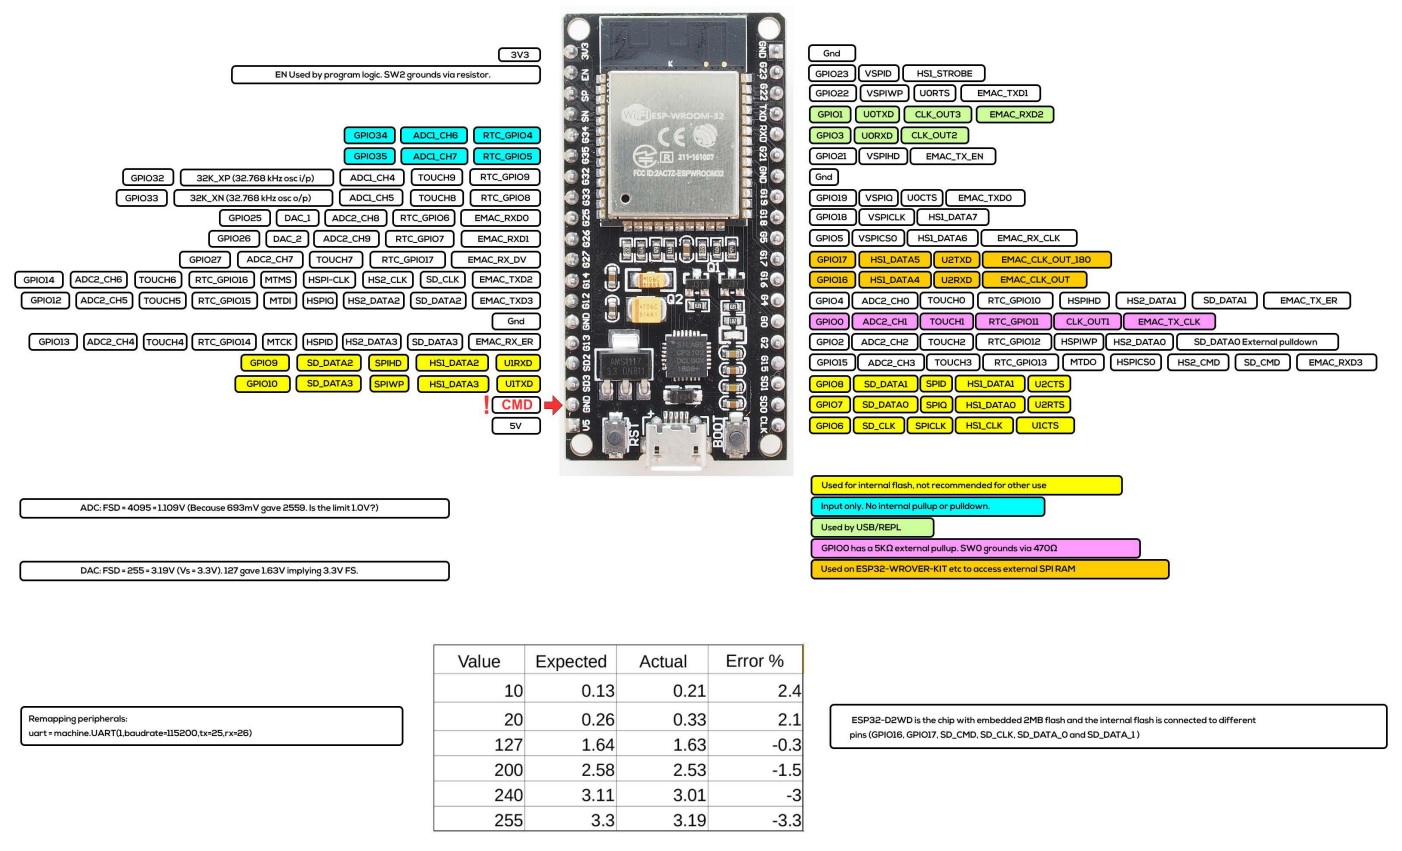 3V3
EN Used by program logic. SW2 grounds via resistor.
GPIO34 ADC1_CH6 RTC_GPIO4
GPIO35 ADC1_CH7 RTC_GPIO5
GPIO32 32K_XP (32.768 kHz osc i/p) ADC1_CH4 TOUCH9 RTC_GPIO9
GPIO33 32K_XN (32.768 kHz osc o/p) ADC1_CH5 TOUCH8 RTC_GPIO8
GPIO25 DAC_1 ADC2_CH8 RTC_GPIO6 EMAC_RXD0
GPIO26 DAC_2 ADC2_CH9 RTC_GPIO7 EMAC_RXD1
GPIO27 ADC2_CH7 TOUCH7 RTC_GPIO17 EMAC_RX_DV
GPIO14 ADC2_CH6 TOUCH6 RTC_GPIO16 MTMS HSPI-CLK HS2_CLK SD_CLK EMAC_TXD2
GPIO12 ADC2_CH5 TOUCH5 RTC_GPIO15 MTDI HSPIQ HS2_DATA2 SD_DATA2 EMAC_TXD3
Gnd
GPIO13 ADC2_CH4 TOUCH4 RTC_GPIO14 MTCK HSPID HS2_DATA3 SD_DATA3 EMAC_RX_ER
GPIO9 SD_DATA2 SPIHD HS1_DATA2 U1RXD
GPIO10 SD_DATA3 SPIWP HS1_DATA3 U1TXD
! CMD
5V
3V3
EN
SP
SN
G34
G35
G32
G33
G25
G26
G27
G14
G12
GND
G13
SD2
SD3
GND
V5
K
WiFi ESP-WROOM-32
CE
R 211-161007
FCC ID:2AC7Z-ESPWROOM32
Q1
Q2
AMS1117
3.3 DN811
SILABS
CP2102
RST
+
BOOT
GND
G23
G22
TXD
RXD
G21
GND
G19
G18
G5
G17
G16
G4
G0
G2
G15
SD1
SD0
CLK
Gnd
GPIO23 VSPID HS1_STROBE
GPIO22 VSPIWP U0RTS EMAC_TXD1
GPIO1 U0TXD CLK_OUT3 EMAC_RXD2
GPIO3 U0RXD CLK_OUT2
GPIO21 VSPIHD EMAC_TX_EN
Gnd
GPIO19 VSPIQ U0CTS EMAC_TXD0
GPIO18 VSPICLK HS1_DATA7
GPIO5 VSPICS0 HS1_DATA6 EMAC_RX_CLK
GPIO17 HS1_DATA5 U2TXD EMAC_CLK_OUT_180
GPIO16 HS1_DATA4 U2RXD EMAC_CLK_OUT
GPIO4 ADC2_CH0 TOUCH0 RTC_GPIO10 HSPIHD HS2_DATA1 SD_DATA1 EMAC_TX_ER
GPIO0 ADC2_CH1 TOUCH1 RTC_GPIO11 CLK_OUT1 EMAC_TX_CLK
GPIO2 ADC2_CH2 TOUCH2 RTC_GPIO12 HSPIWP HS2_DATA0 SD_DATA0 External pulldown
GPIO15 ADC2_CH3 TOUCH3 RTC_GPIO13 MTDO HSPICS0 HS2_CMD SD_CMD EMAC_RXD3
GPIO8 SD_DATA1 SPID HS1_DATA1 U2CTS
GPIO7 SD_DATA0 SPIQ HS1_DATA0 U2RTS
GPIO6 SD_CLK SPICLK HS1_CLK U1CTS
Used for internal flash, not recommended for other use
Input only. No internal pullup or pulldown.
Used by USB/REPL
GPIO0 has a 5KΩ external pullup. SW0 grounds via 470Ω
Used on ESP32-WROVER-KIT etc to access external SPI RAM
ADC: FSD = 4095 = 1.109V (Because 693mV gave 2559. Is the limit 1.0V?)
DAC: FSD = 255 = 3.19V (Vs = 3.3V). 127 gave 1.63V implying 3.3V FS.
Value Expected Actual Error %
10 0.13 0.21 2.4
20 0.26 0.33 2.1
127 1.64 1.63 -0.3
200 2.58 2.53 -1.5
240 3.11 3.01 -3
255 3.3 3.19 -3.3
Remapping peripherals:
uart = machine.UART(1,baudrate=115200,tx=25,rx=26)
ESP32-D2WD is the chip with embedded 2MB flash and the internal flash is connected to different
pins (GPIO16, GPIO17, SD_CMD, SD_CLK, SD_DATA_0 and SD_DATA_1 )